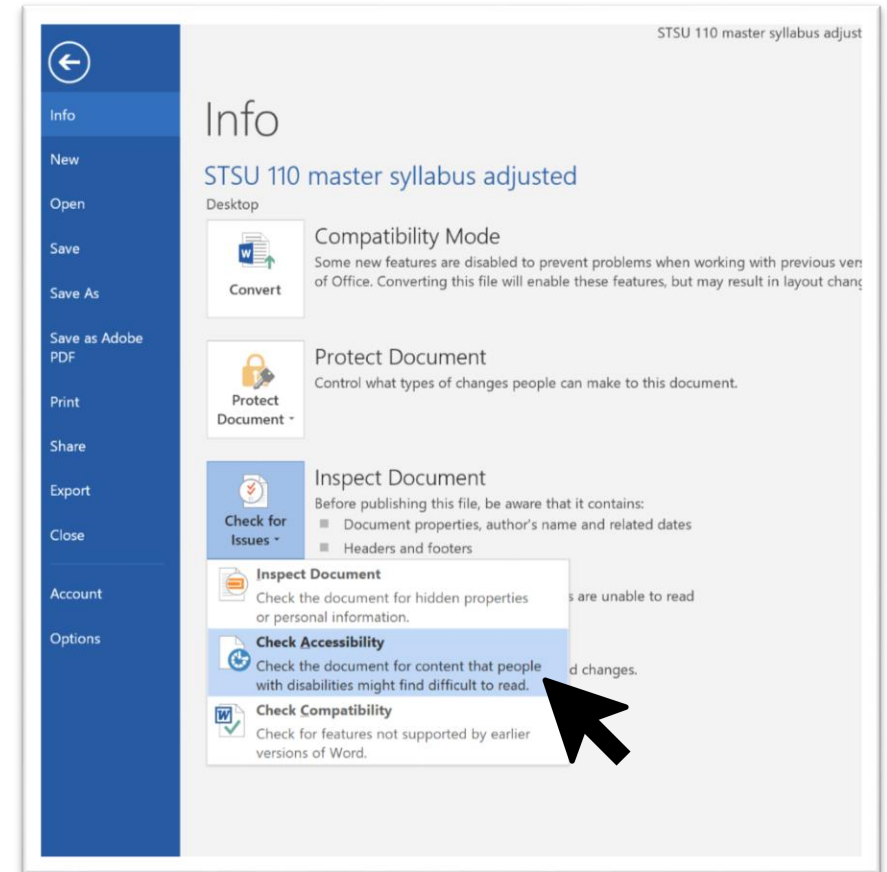 STSU 110 master syllabus adjust
Info
New
Open
Save
Save As
Save as Adobe
PDF
Print
Share
Export
Close
Account
Options
Info
STSU 110 master syllabus adjusted
Desktop
Convert
Compatibility Mode
Some new features are disabled to prevent problems when working with previous
of Office. Converting this file will enable these features, but may result in layout
Protect
Document
Protect Document
Control what types of changes people can make to this document.
Check for
Issues
Inspect Document
Before publishing this file, be aware that it contains:
Document properties, author's name and related dates
Headers and footers
Inspect Document
Check the document for hidden properties
or personal information.
are unable to read
Check Accessibility
Check the document for content that people
with disabilities might find difficult to read.
d changes.
Check Compatibility
Check for features not supported by earlier
versions of Word.